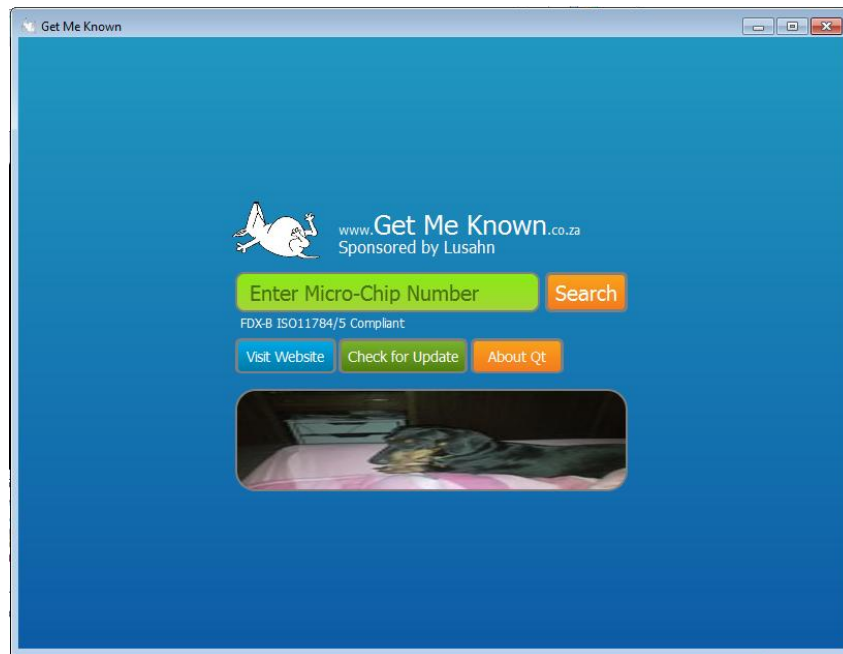 Get Me Known
www.Get Me Known.co.za
Sponsored by Lusahn
Enter Micro-Chip Number
Search
FDX-B ISO11784/5 Compliant
Visit Website
Check for Update
About Qt